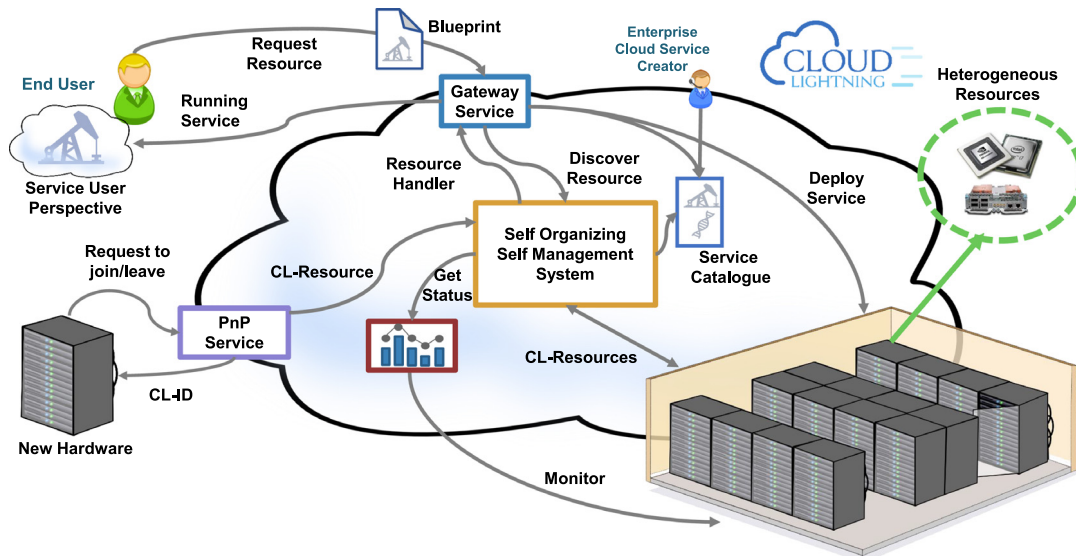 Blueprint
Request
Resource
Enterprise
Cloud Service
Creator
CLOUD
LIGHTNING
Heterogeneous
Resources
End User
Running
Service
Gateway
Service
Resource
Handler
Discover
Resource
Deploy
Service
Service User
Perspective
Self Organizing
Self Management
System
Service
Catalogue
Request to
join/leave
CL-Resource
Get
Status
PnP
Service
CL-Resources
CL-ID
New Hardware
Monitor